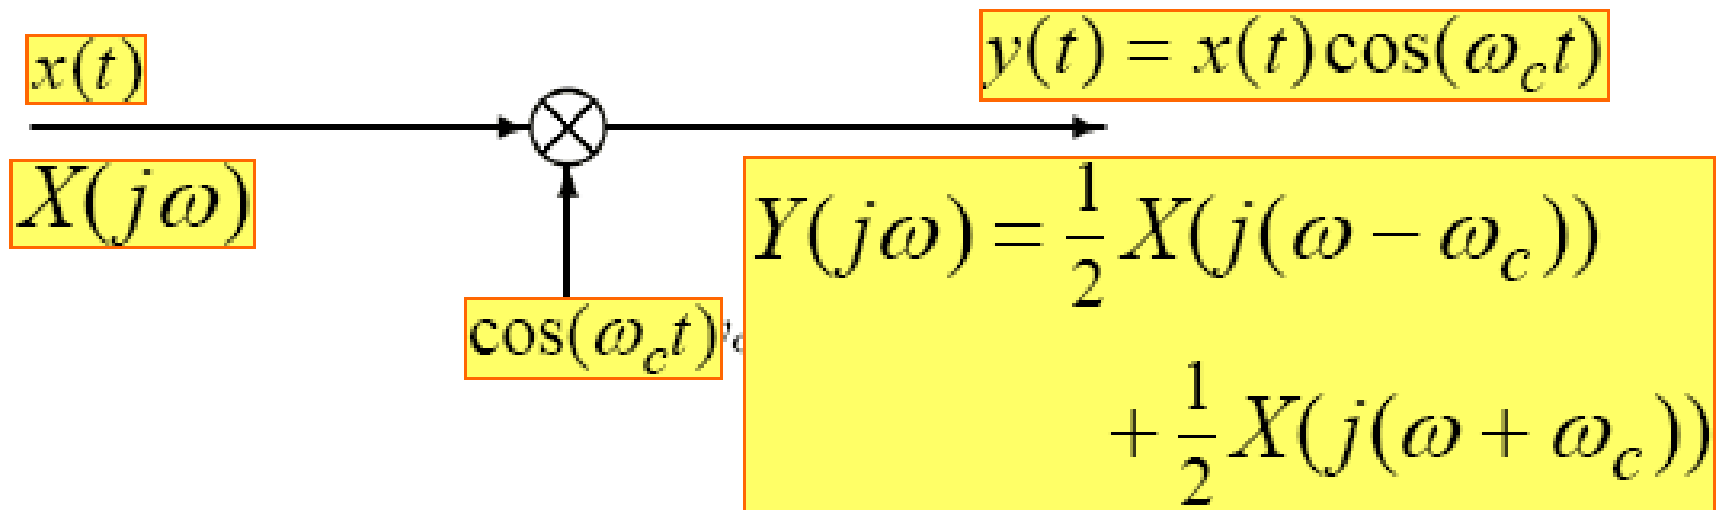 x(t)
y(t) = x(t)cos(ω_c t)
X(jω)
Y(jω) = 1/2 X(j(ω − ω_c))
cos(ω_c t)
+ 1/2 X(j(ω + ω_c))